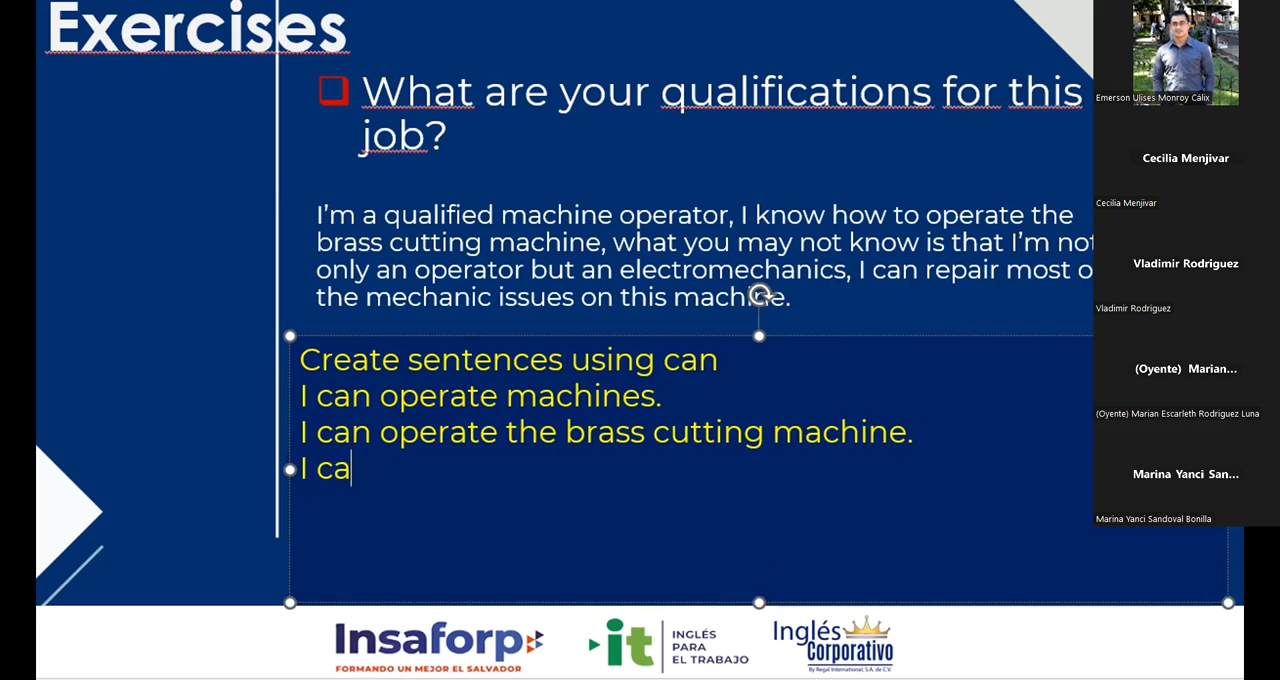 Exercises
What are your qualifications for this
job?
I'm a qualified machine operator, I know how to operate the
brass cutting machine, what you may not know is that I'm not
only an operator but an electromechanics, I can repair most o
the mechanic issues on this machine.
Create sentences using can
I can operate machines.
I can operate the brass cutting machine.
I ca
Emerson Ulises Monroy Cálix
Cecilia Menjivar
Cecilia Menjivar
Vladimir Rodriguez
Vladimir Rodriguez
(Oyente) Marian...
(Oyente) Marian Escarleth Rodriguez Luna
Marina Yanci San...
Marina Yanci Sandoval Bonilla
Insaforp
FORMANDO UN MEJOR EL SALVADOR
it
INGLÉS
PARA
EL TRABAJO
Inglés
Corporativo
By Regal International, S.A. de C.V.